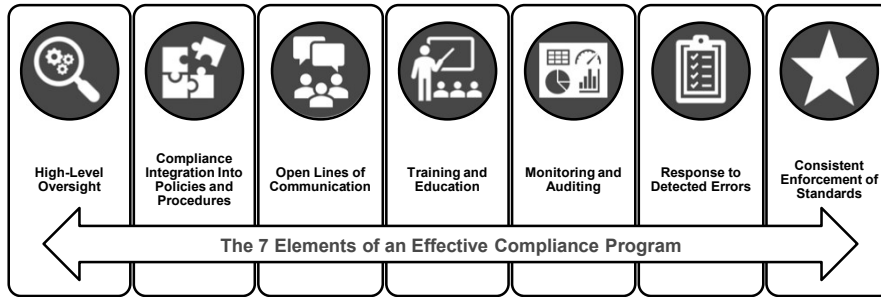 High-Level
Oversight
Compliance
Integration Into
Policies and
Procedures
Open Lines of
Communication
Training and
Education
Monitoring and
Auditing
Response to
Detected Errors
Consistent
Enforcement of
Standards
The 7 Elements of an Effective Compliance Program